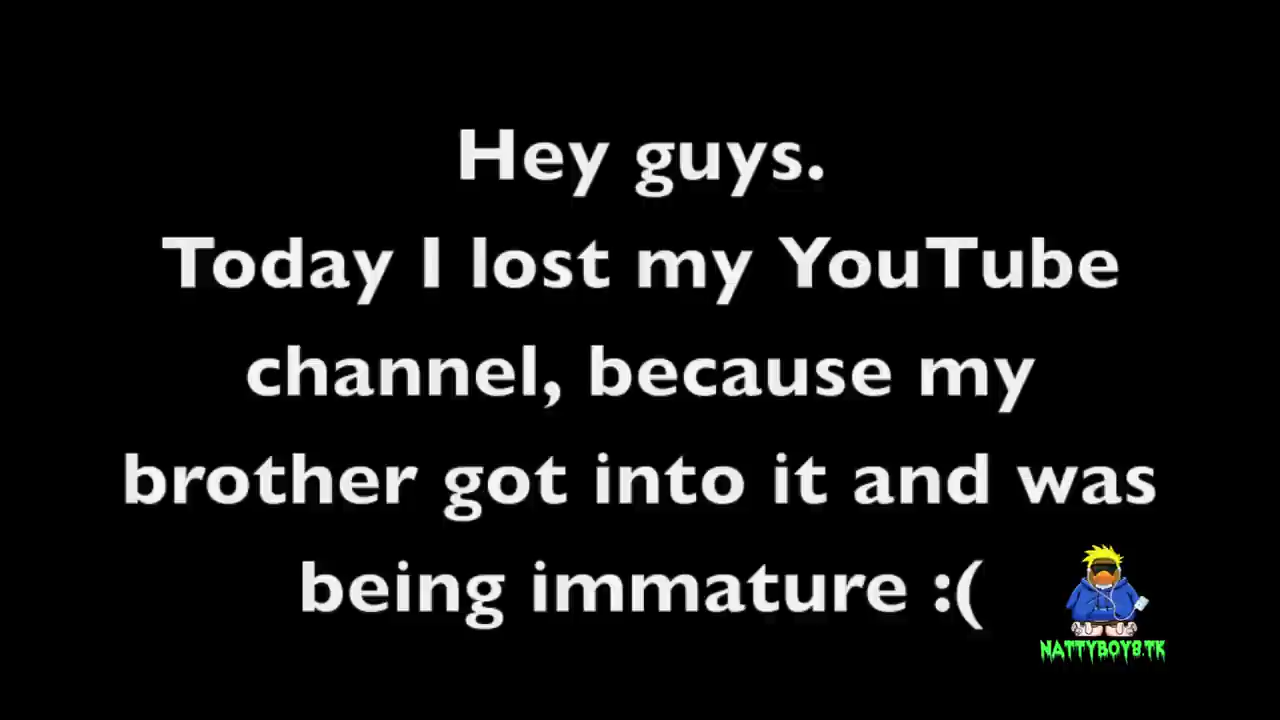 Hey guys.
Today I lost my YouTube
channel, because my
brother got into it and was
being immature :(
NATTYBOY8.TK